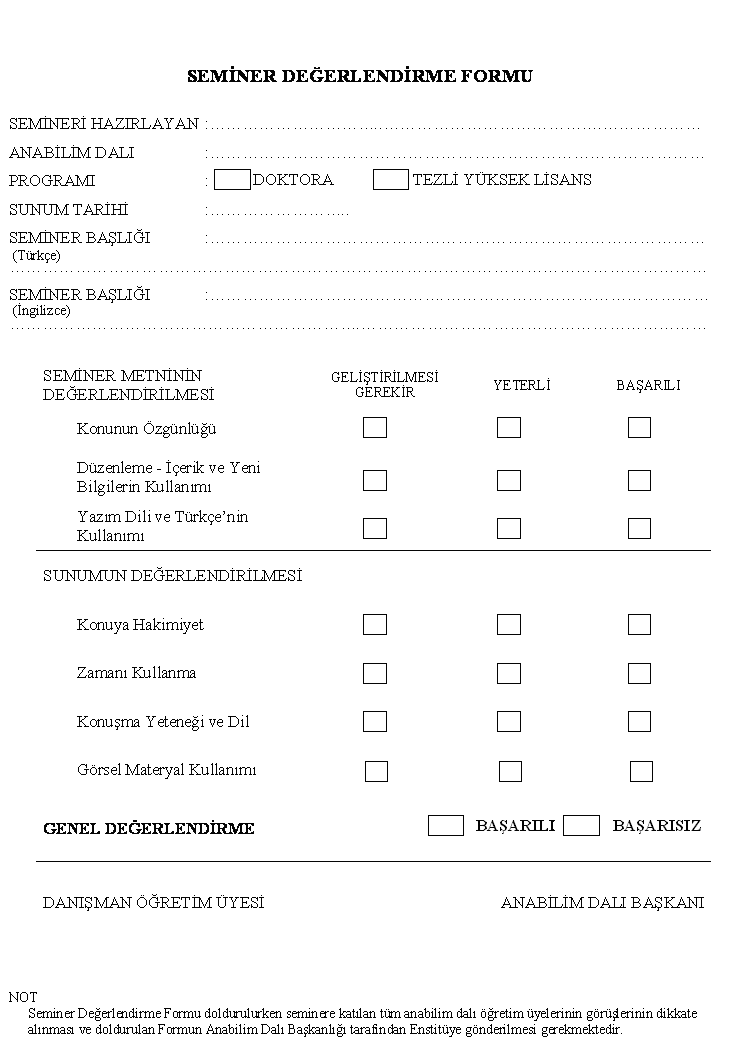 SEMİNER DEĞERLENDİRME FORMU
SEMİNERİ HAZIRLAYAN :……………………………………………………………………………
ANABİLİM DALI :……………………………………………………………………………
PROGRAMI : DOKTORA TEZLİ YÜKSEK LİSANS
SUNUM TARİHİ :……………………..
SEMİNER BAŞLIĞI :……………………………………………………………………………
(Türkçe)
……………………………………………………………………………………………………………
SEMİNER BAŞLIĞI :……………………………………………………………………………
(İngilizce)
……………………………………………………………………………………………………………
SEMİNER METNİNİN
DEĞERLENDİRİLMESİ
GELİŞTİRİLMESİ
GEREKİR
YETERLİ
BAŞARILI
Konunun Özgünlüğü
Düzenleme - İçerik ve Yeni
Bilgilerin Kullanımı
Yazım Dili ve Türkçe’nin
Kullanımı
SUNUMUN DEĞERLENDİRİLMESİ
Konuya Hakimiyet
Zamanı Kullanma
Konuşma Yeteneği ve Dil
Görsel Materyal Kullanımı
GENEL DEĞERLENDİRME BAŞARILI BAŞARISIZ
DANIŞMAN ÖĞRETİM ÜYESİ ANABİLİM DALI BAŞKANI
NOT
Seminer Değerlendirme Formu doldurulurken seminere katılan tüm anabilim dalı öğretim üyelerinin görüşlerinin dikkate
alınması ve doldurulan Formun Anabilim Dalı Başkanlığı tarafından Enstitüye gönderilmesi gerekmektedir.